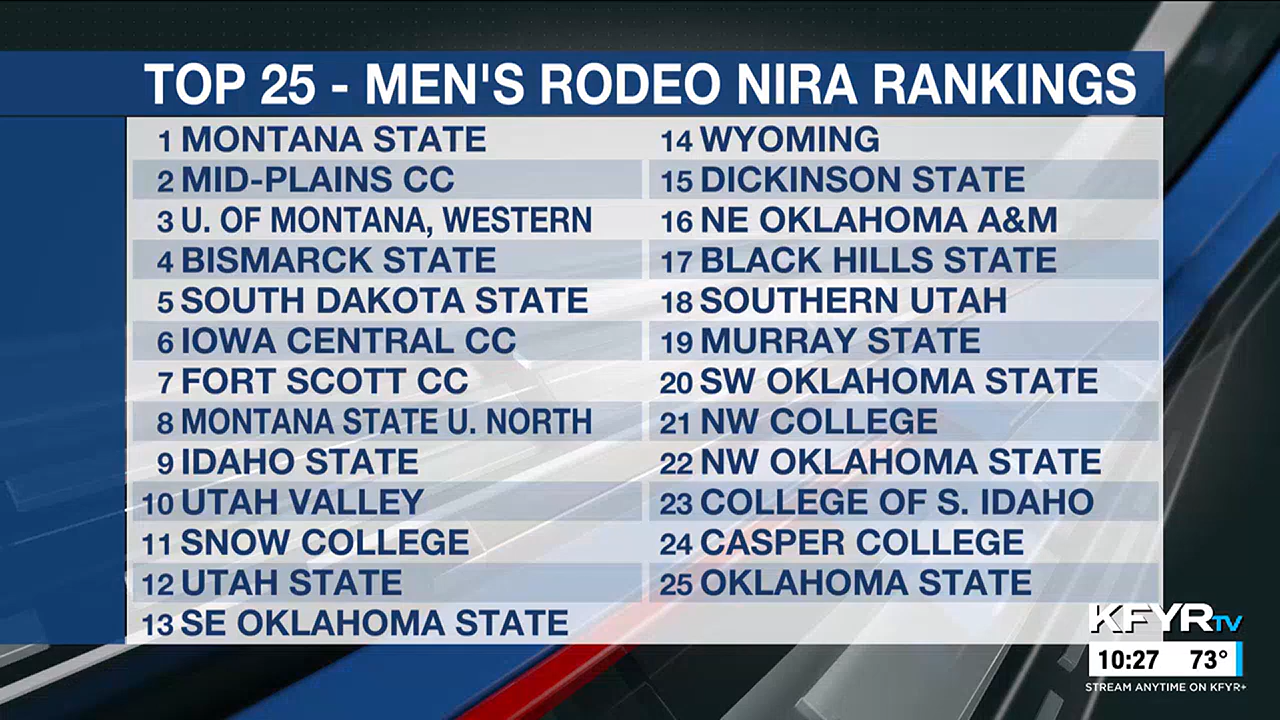 TOP 25 - MEN'S RODEO NIRA RANKINGS
1 MONTANA STATE
2 MID-PLAINS CC
3 U. OF MONTANA, WESTERN
4 BISMARCK STATE
5 SOUTH DAKOTA STATE
6 IOWA CENTRAL CC
7 FORT SCOTT CC
8 MONTANA STATE U. NORTH
9 IDAHO STATE
10 UTAH VALLEY
11 SNOW COLLEGE
12 UTAH STATE
13 SE OKLAHOMA STATE
14 WYOMING
15 DICKINSON STATE
16 NE OKLAHOMA A&M
17 BLACK HILLS STATE
18 SOUTHERN UTAH
19 MURRAY STATE
20 SW OKLAHOMA STATE
21 NW COLLEGE
22 NW OKLAHOMA STATE
23 COLLEGE OF S. IDAHO
24 CASPER COLLEGE
25 OKLAHOMA STATE
KFYRTV
10:27 73°
STREAM ANYTIME ON KFYR+